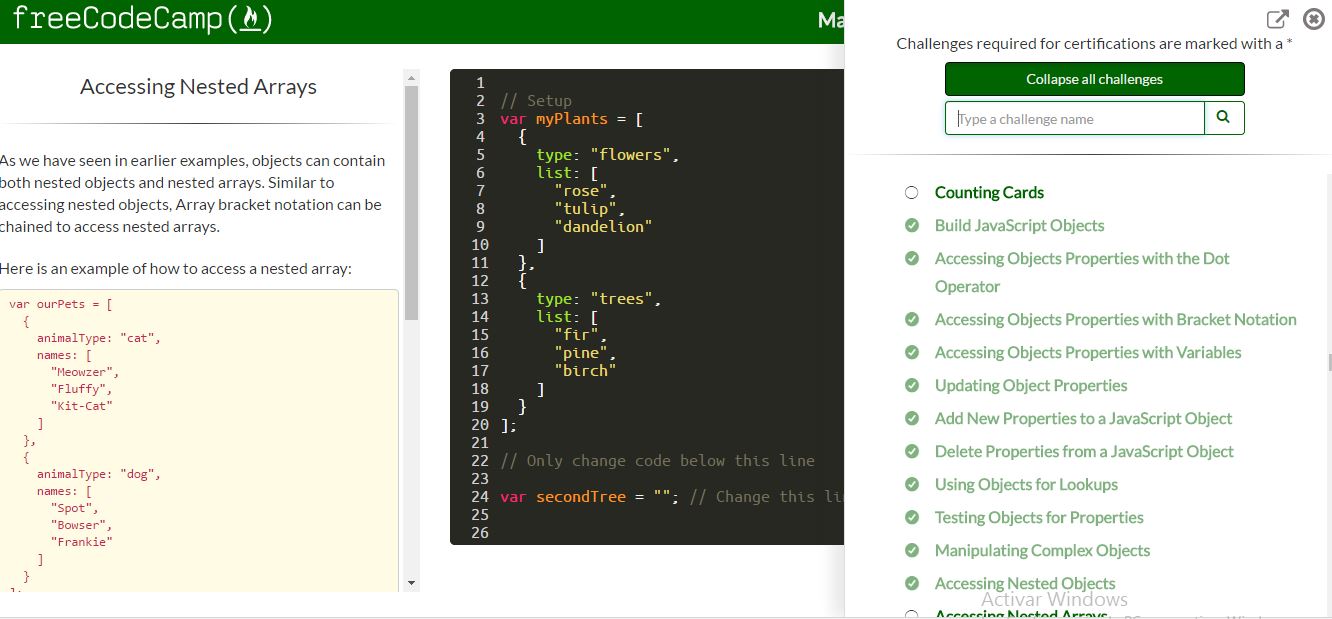 freeCodeCamp(🔥)
Ma
Accessing Nested Arrays
As we have seen in earlier examples, objects can contain
both nested objects and nested arrays. Similar to
accessing nested objects, Array bracket notation can be
chained to access nested arrays.
Here is an example of how to access a nested array:
var ourPets = [
  {
    animalType: "cat",
    names: [
      "Meowzer",
      "Fluffy",
      "Kit-Cat"
    ]
  },
  {
    animalType: "dog",
    names: [
      "Spot",
      "Bowser",
      "Frankie"
    ]
  }
1
2 // Setup
3 var myPlants = [
4   {
5     type: "flowers",
6     list: [
7       "rose",
8       "tulip",
9       "dandelion"
10     ]
11   },
12   {
13     type: "trees",
14     list: [
15       "fir",
16       "pine",
17       "birch"
18     ]
19   }
20 ];
21
22 // Only change code below this line
23
24 var secondTree = ""; // Change this li
25
26
Challenges required for certifications are marked with a *
Collapse all challenges
Type a challenge name
Counting Cards
Build JavaScript Objects
Accessing Objects Properties with the Dot
Operator
Accessing Objects Properties with Bracket Notation
Accessing Objects Properties with Variables
Updating Object Properties
Add New Properties to a JavaScript Object
Delete Properties from a JavaScript Object
Using Objects for Lookups
Testing Objects for Properties
Manipulating Complex Objects
Accessing Nested Objects
Activar Windows
Accessing Nested Arrays